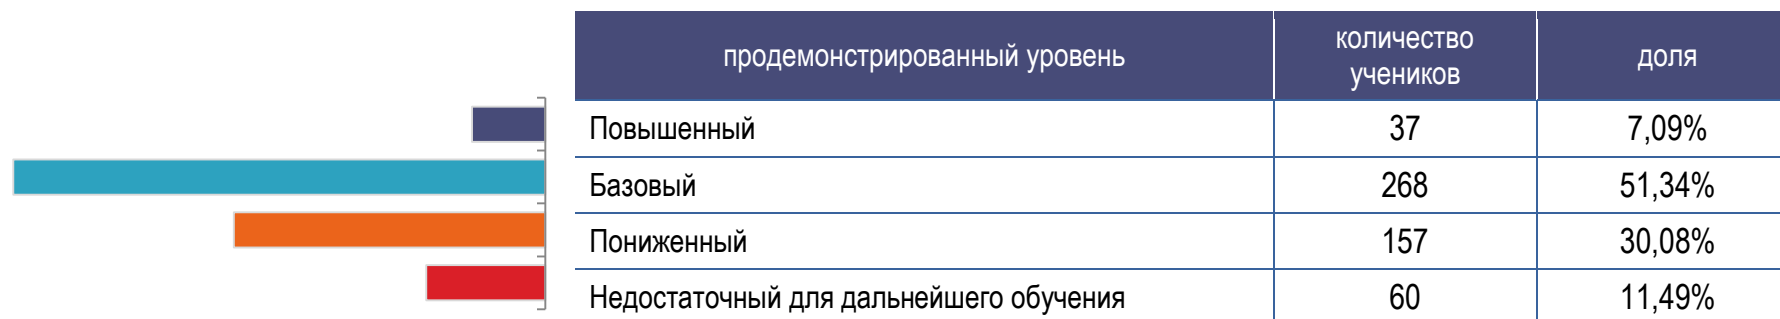 продемонстрированный уровень
количество
учеников
доля
Повышенный
37
7,09%
Базовый
268
51,34%
Пониженный
157
30,08%
Недостаточный для дальнейшего обучения
60
11,49%